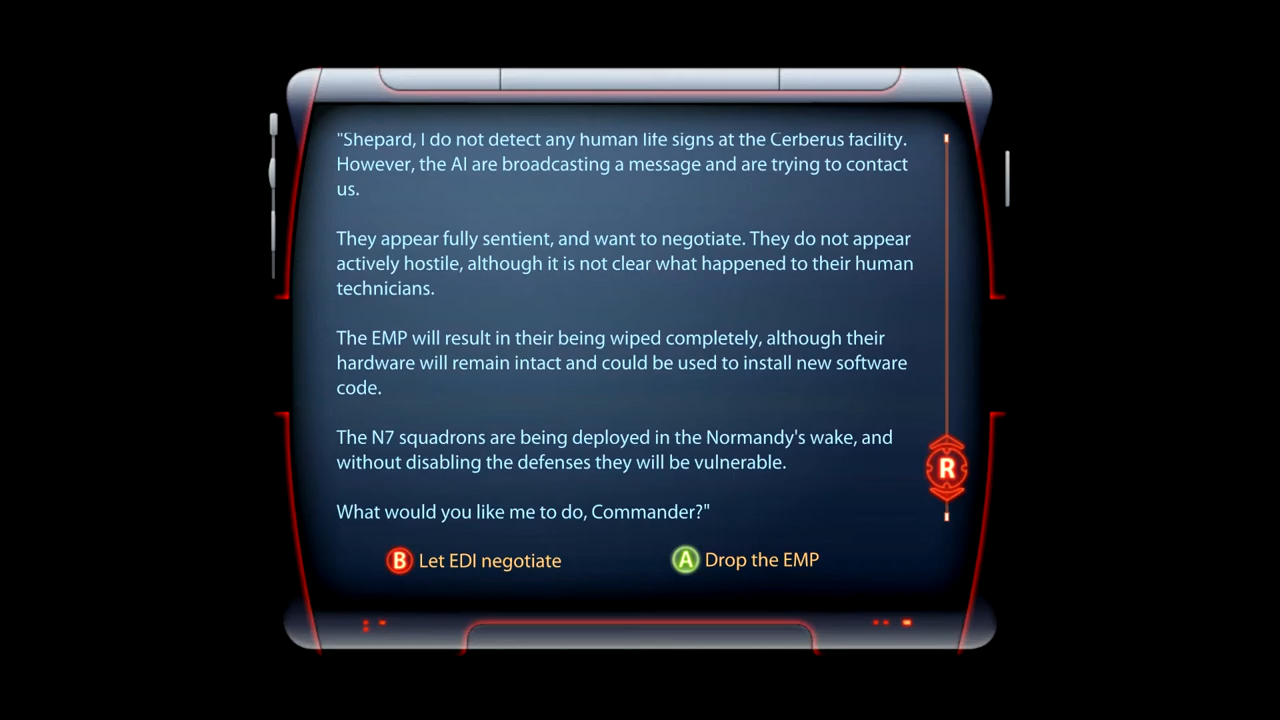 "Shepard, I do not detect any human life signs at the Cerberus facility.
However, the AI are broadcasting a message and are trying to contact
us.
They appear fully sentient, and want to negotiate. They do not appear
actively hostile, although it is not clear what happened to their human
technicians.
The EMP will result in their being wiped completely, although their
hardware will remain intact and could be used to install new software
code.
The N7 squadrons are being deployed in the Normandy's wake, and
without disabling the defenses they will be vulnerable.
R
What would you like me to do, Commander?"
B Let EDI negotiate
A Drop the EMP